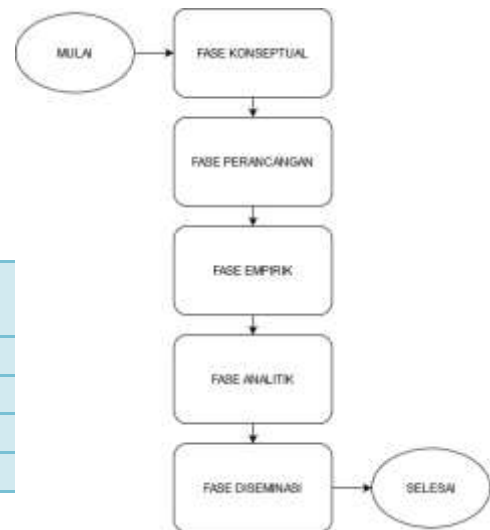 MULAI
FASE KONSEPTUAL
FASE PERANCANGAN
FASE EMPIRIK
FASE ANALITIK
FASE DISEMINASI
SELESAI